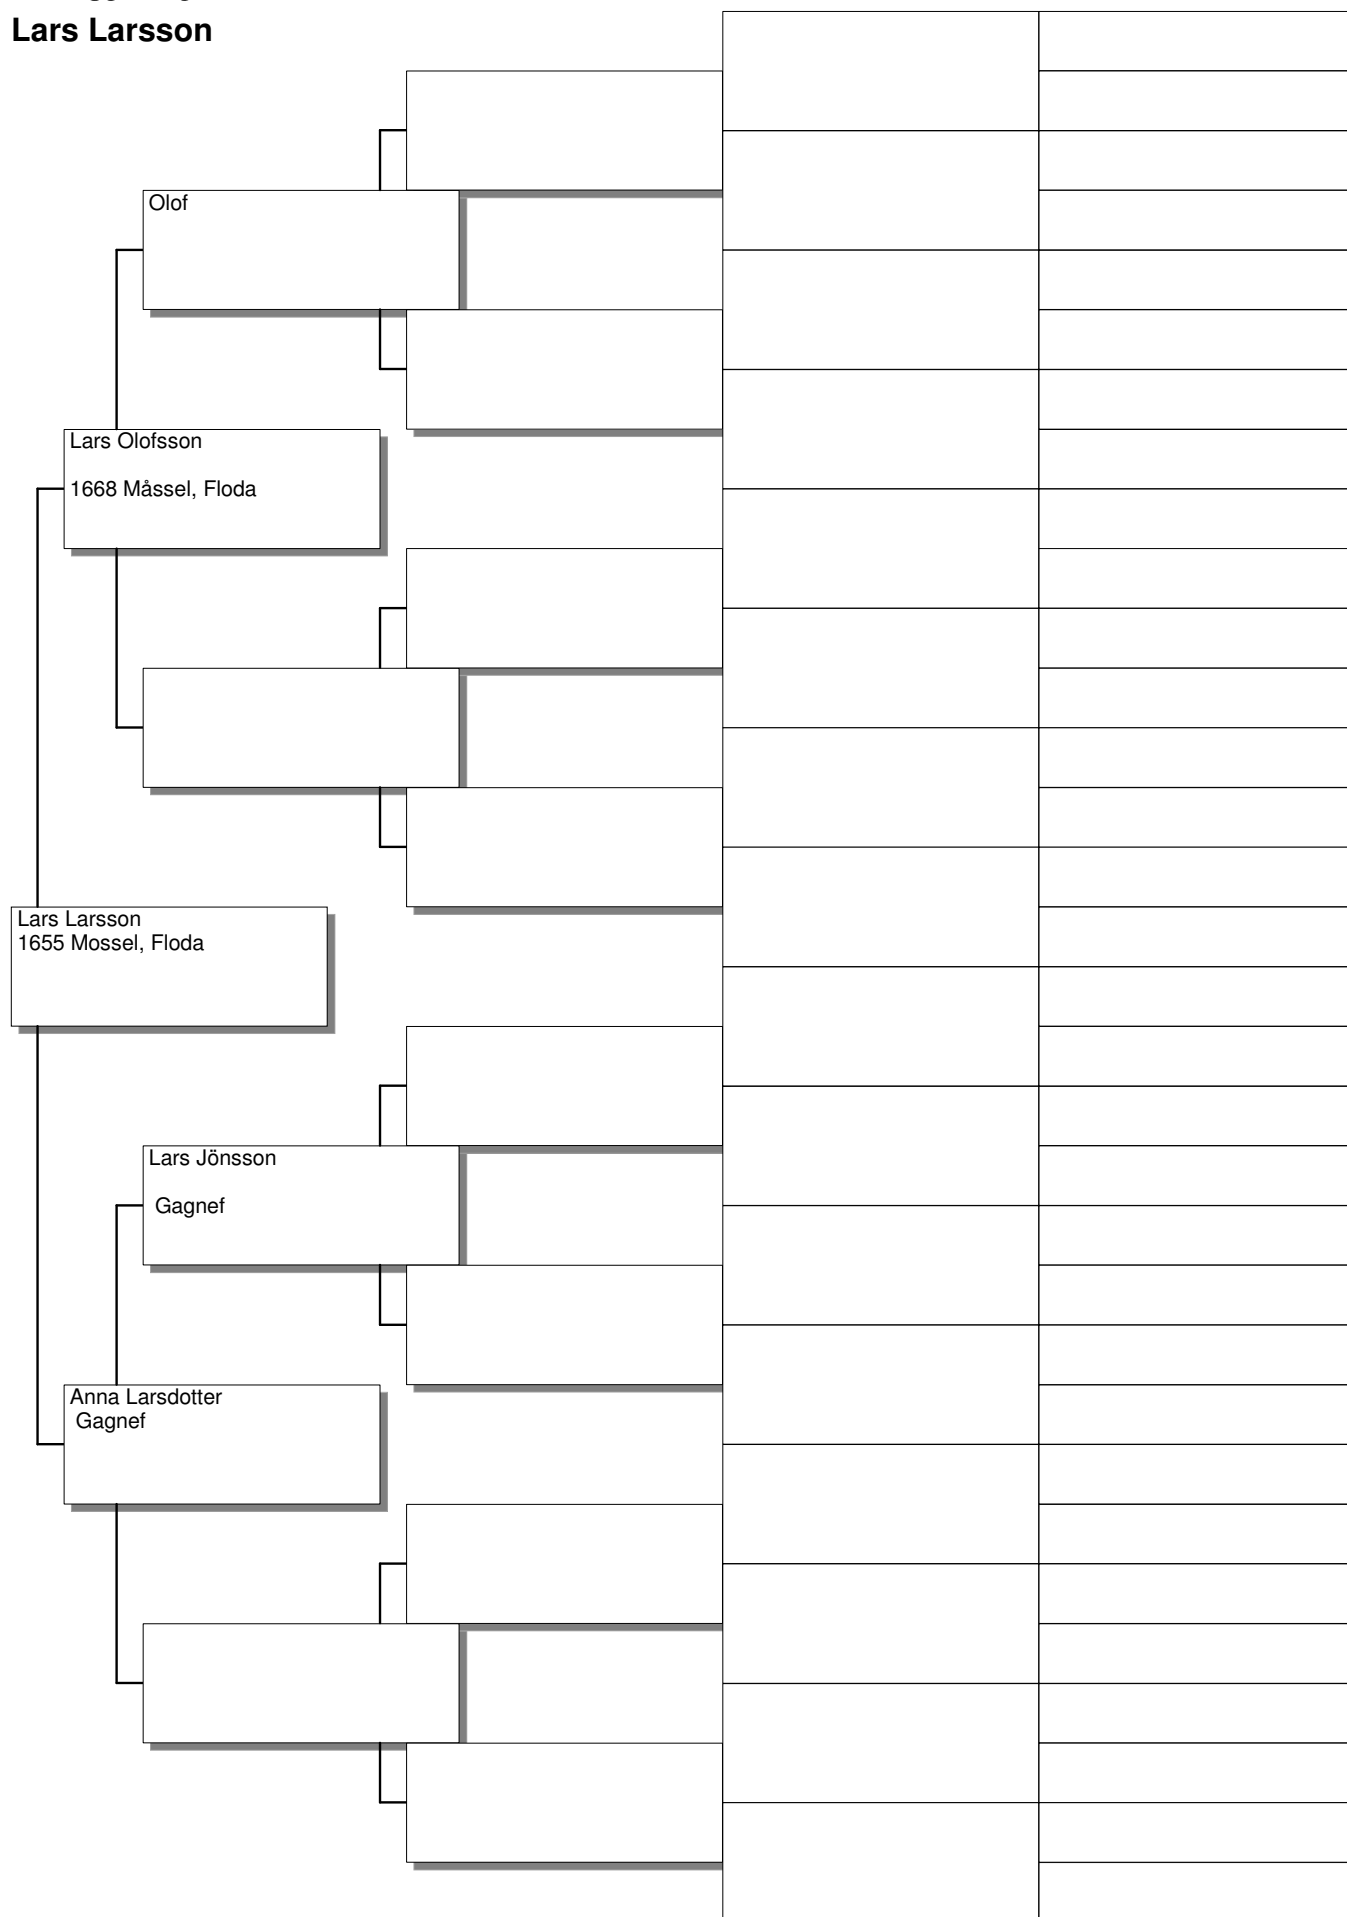 Lars Larsson
Olof
Lars Olofsson
1668 Måssel, Floda
Lars Larsson
1655 Mossel, Floda
Lars Jönsson
Gagnef
Anna Larsdotter
Gagnef